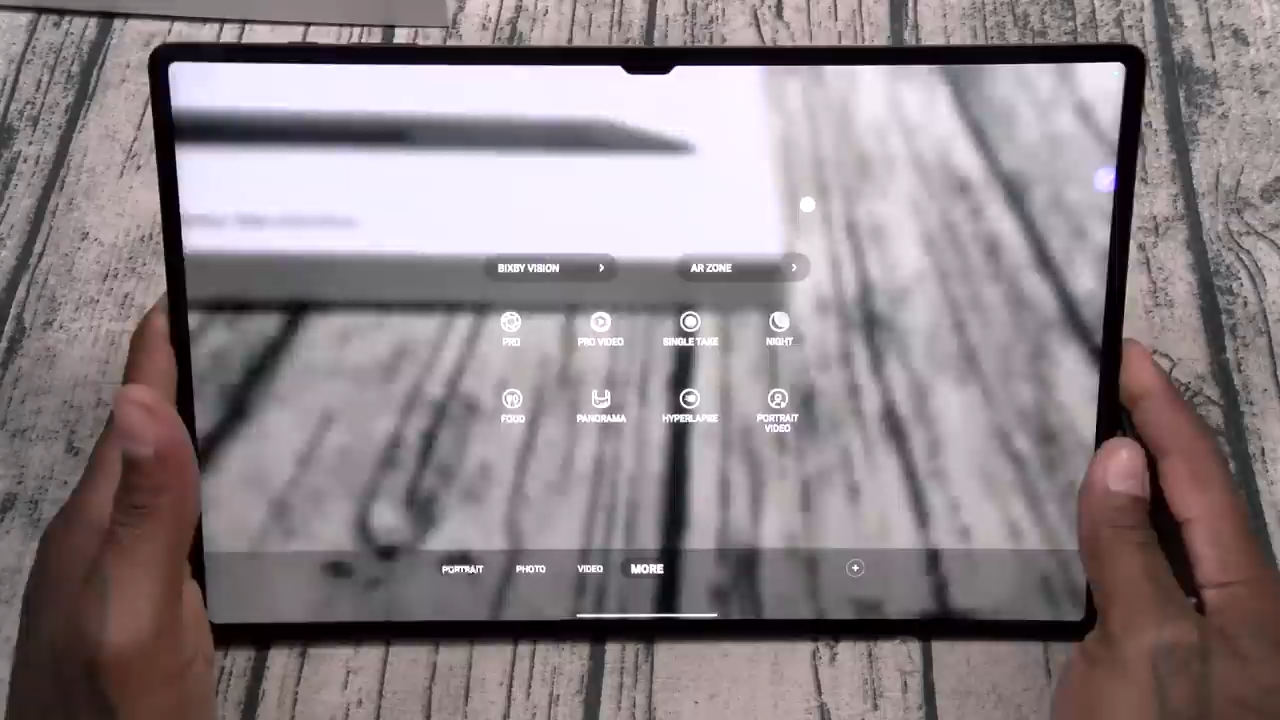 BIXBY VISION
AR ZONE
PRO
PRO VIDEO
SINGLE TAKE
NIGHT
FOOD
PANORAMA
HYPERLAPSE
PORTRAIT
VIDEO
PORTRAIT
PHOTO
VIDEO
MORE